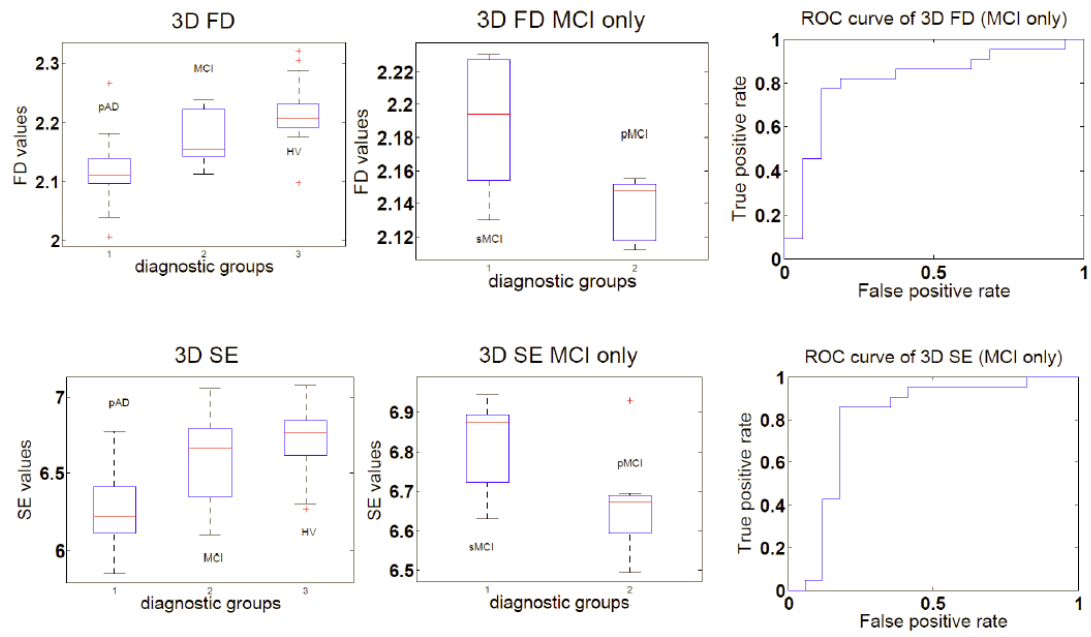 3D FD
FD values
2.3
2.2
2.1
2
pAD
MCI
HV
1 2 3
diagnostic groups
3D FD MCI only
FD values
2.22
2.2
2.18
2.16
2.14
2.12
sMCI
pMCI
1 2
diagnostic groups
ROC curve of 3D FD (MCI only)
True positive rate
1
0.8
0.6
0.4
0.2
0
0 0.5 1
False positive rate
3D SE
SE values
7
6.5
6
pAD
MCI
HV
1 2 3
diagnostic groups
3D SE MCI only
SE values
6.9
6.8
6.7
6.6
6.5
sMCI
pMCI
1 2
diagnostic groups
ROC curve of 3D SE (MCI only)
True positive rate
1
0.8
0.6
0.4
0.2
0
0 0.5 1
False positive rate